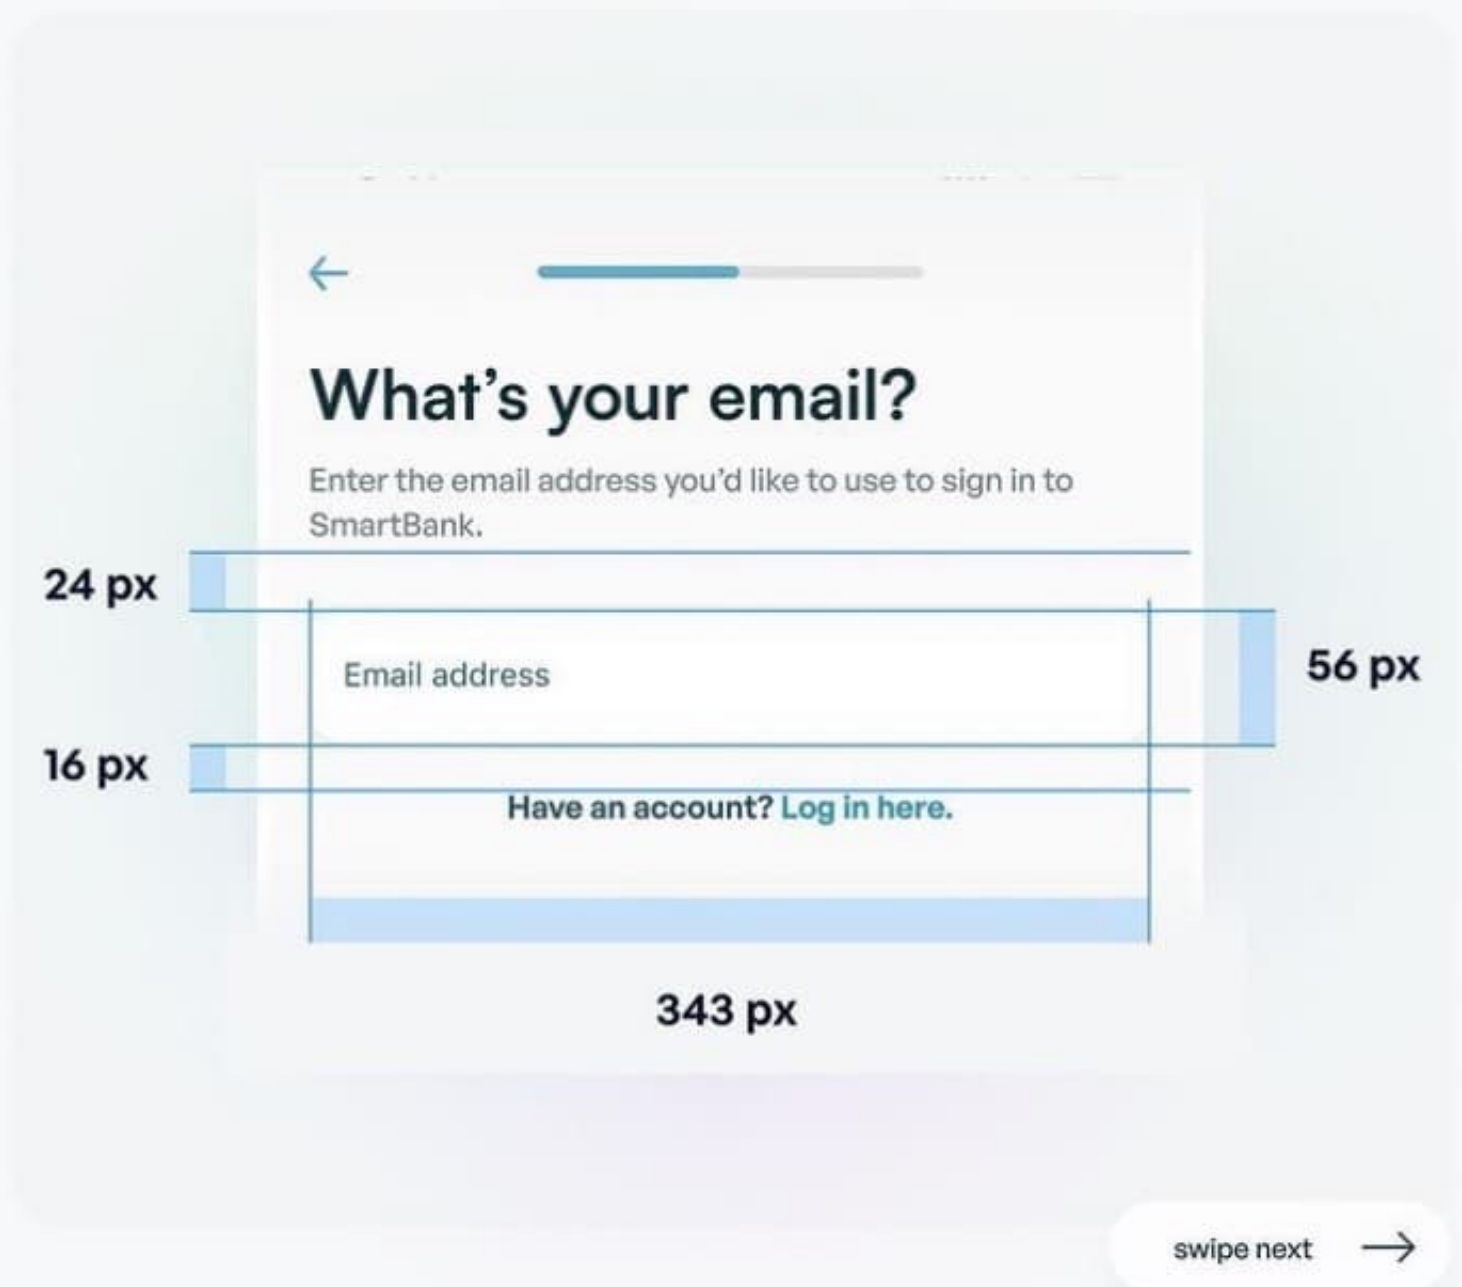 What's your email?
Enter the email address you'd like to use to sign in to
SmartBank.
24 px
Email address
56 px
16 px
Have an account? Log in here.
343 px
swipe next